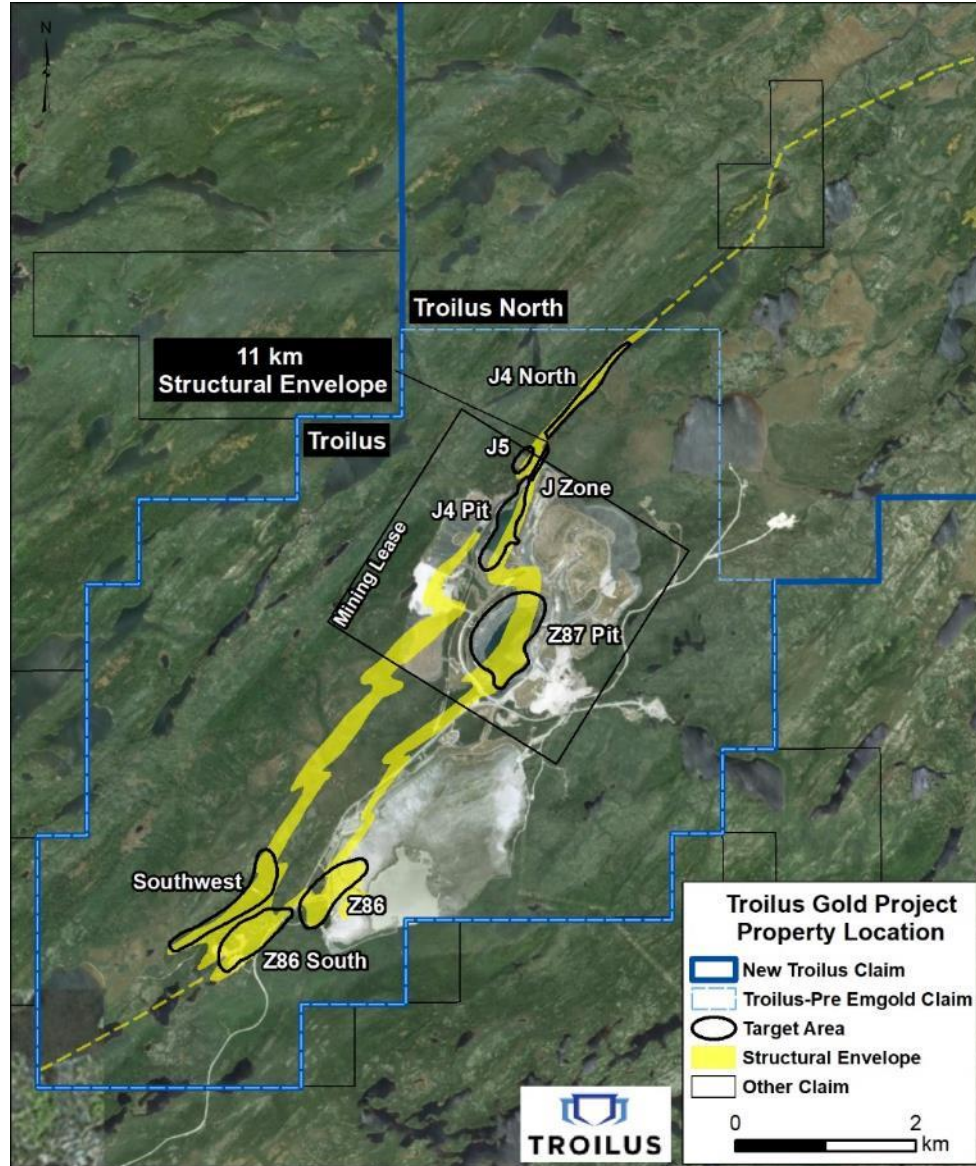 N
Troilus North
11 km
Structural Envelope
J4 North
Troilus
J5
J Zone
J4 Pit
Mining Lease
Z87 Pit
Southwest
Z86
Z86 South
Troilus Gold Project
Property Location
New Troilus Claim
Troilus-Pre Emgold Claim
Target Area
Structural Envelope
Other Claim
0 2
km
TROILUS